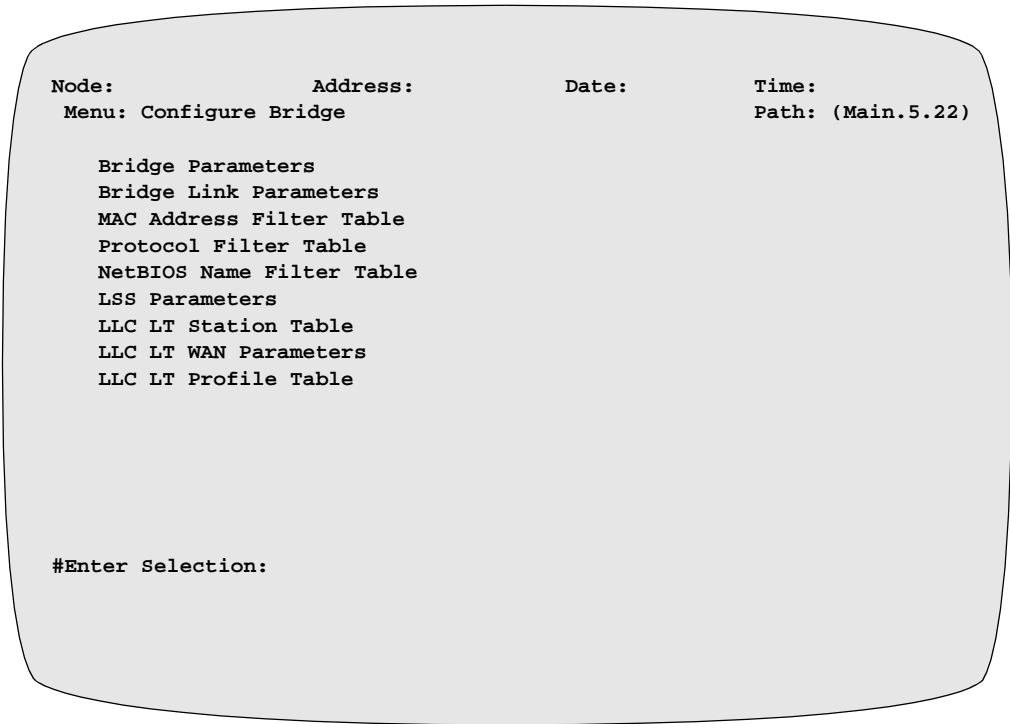 Node: Address: Date: Time:
Menu: Configure Bridge Path: (Main.5.22)
Bridge Parameters
Bridge Link Parameters
MAC Address Filter Table
Protocol Filter Table
NetBIOS Name Filter Table
LSS Parameters
LLC LT Station Table
LLC LT WAN Parameters
LLC LT Profile Table
#Enter Selection: